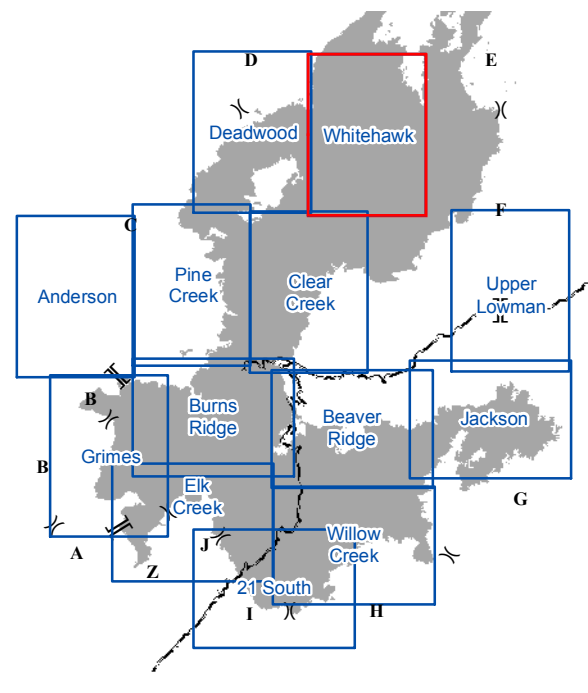 D
E
Deadwood
Whitehawk
C
F
Anderson
Pine
Creek
Clear
Creek
Upper
Lowman
B
Burns
Ridge
Beaver
Ridge
Jackson
B
Grimes
Elk
Creek
G
A
Z
J
Willow
Creek
21 South
I
H